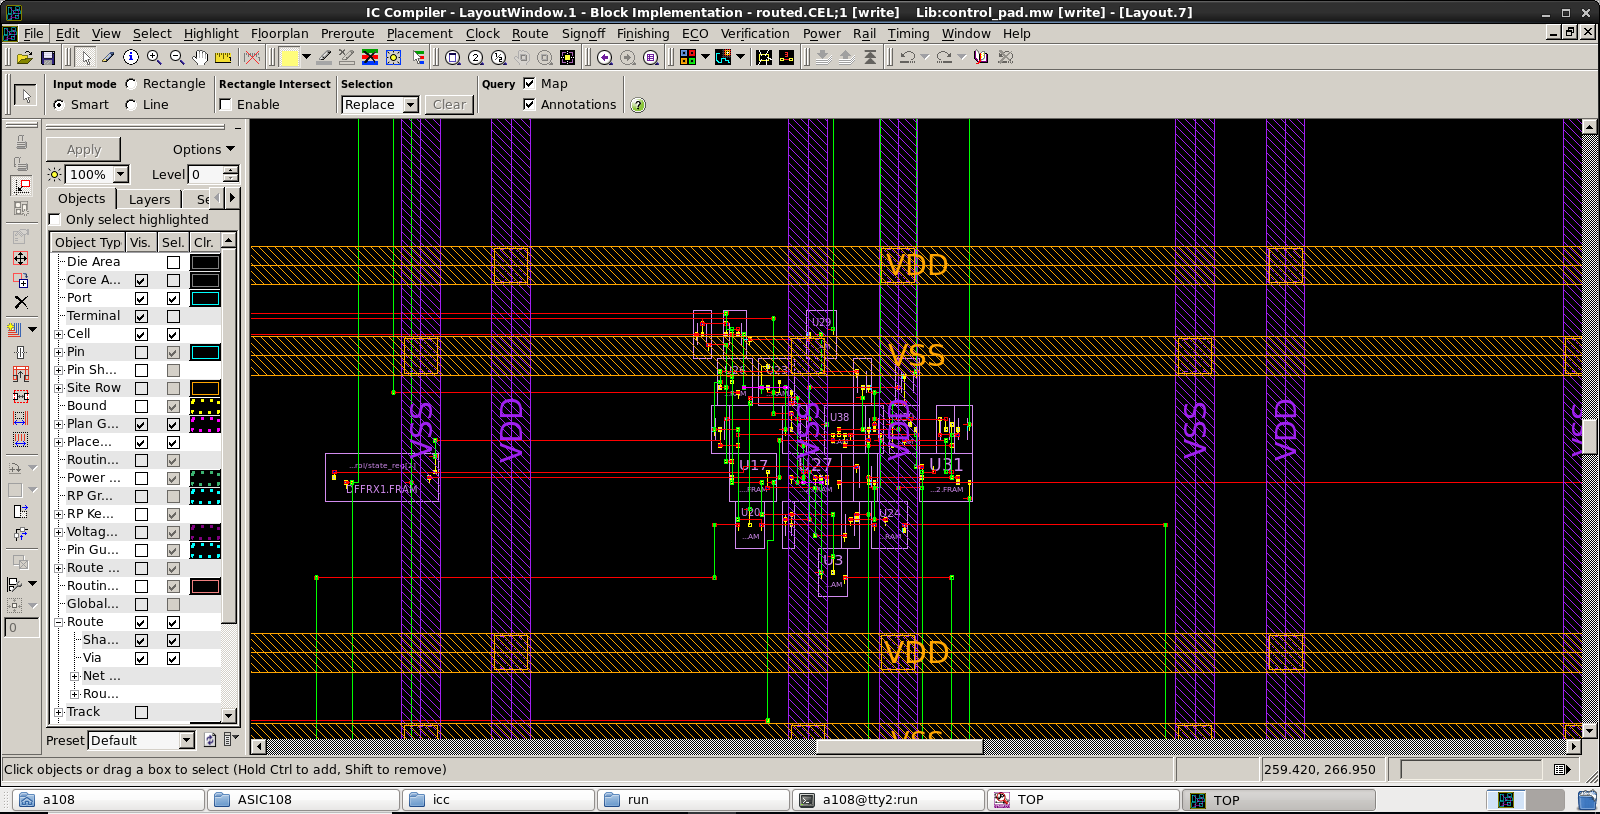 IC Compiler - LayoutWindow.1 - Block Implementation - routed.CEL;1 [write]    Lib:control_pad.mw [write] - [Layout.7]
File Edit View Select Highlight Floorplan Preroute Placement Clock Route Signoff Finishing ECO Verification Power Rail Timing Window Help
Input mode Rectangle Rectangle Intersect Selection Query Map
Smart Line Enable Replace Clear Annotations
Apply Options
100% Level 0
Objects Layers Se
Only select highlighted
Object Typ Vis. Sel. Clr.
Die Area
Core A...
Port
Terminal
Cell
Pin
Pin Sh...
Site Row
Bound
Plan G...
Place...
Routin...
Power ...
RP Gr...
RP Ke...
Voltag...
Pin Gu...
Route ...
Routin...
Global...
Route
Sha...
Via
Net ...
Rou...
Track
0
Preset Default
VDD
U29
VSS
U38
VSS VDD VSS VDD VSS VDD VSS
U17 U27 U31
...rol/state_reg[2]
DFFRX1.FRAM ...FRAM ...FRAM ...2.FRAM
U20 U24
...AM ...RAM
U3
...AM
VDD
VSS
Click objects or drag a box to select (Hold Ctrl to add, Shift to remove) 259.420, 266.950
a108 ASIC108 icc run a108@tty2:run TOP TOP